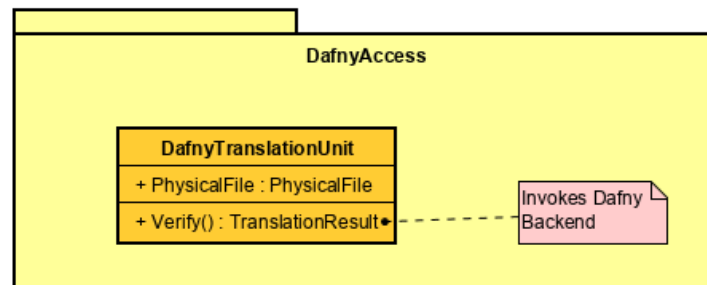 DafnyAccess
DafnyTranslationUnit
+ PhysicalFile : PhysicalFile
+ Verify() : TranslationResult
Invokes Dafny
Backend